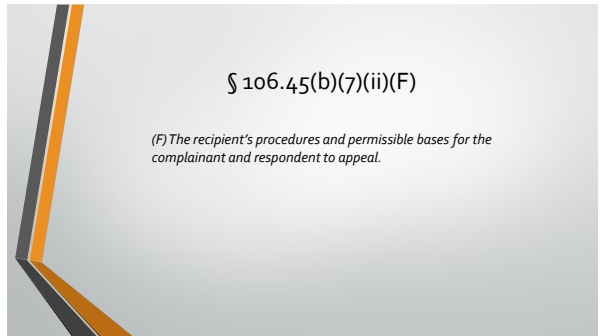 § 106.45(b)(7)(ii)(F)
(F) The recipient's procedures and permissible bases for the
complainant and respondent to appeal.